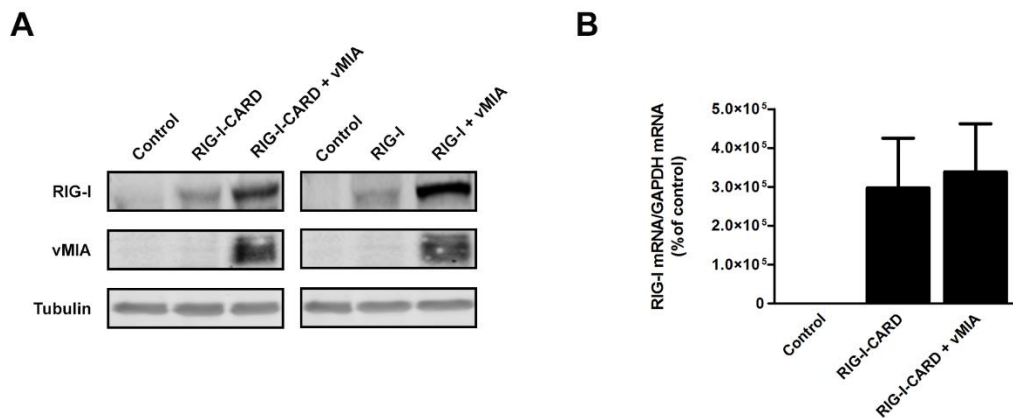 A
Control
RIG-I-CARD
RIG-I-CARD + vMIA
Control
RIG-I
RIG-I + vMIA
RIG-I
vMIA
Tubulin
B
RIG-I mRNA/GAPDH mRNA
(% of control)
5.0×10⁵
4.0×10⁵
3.0×10⁵
2.0×10⁵
1.0×10⁵
0
Control
RIG-I-CARD
RIG-I-CARD + vMIA